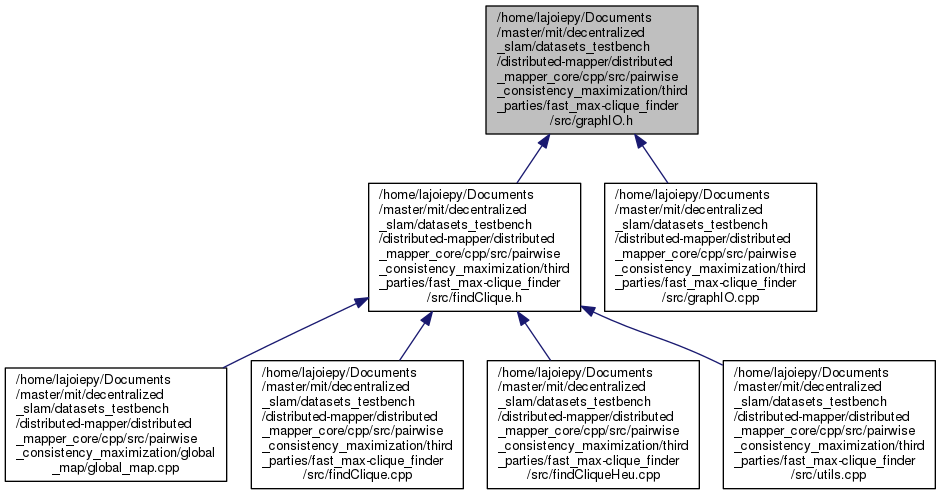 /home/lajoiepy/Documents
/master/mit/decentralized
_slam/datasets_testbench
/distributed-mapper/distributed
_mapper_core/cpp/src/pairwise
_consistency_maximization/third
_parties/fast_max-clique_finder
/src/graphIO.h
/home/lajoiepy/Documents
/master/mit/decentralized
_slam/datasets_testbench
/distributed-mapper/distributed
_mapper_core/cpp/src/pairwise
_consistency_maximization/third
_parties/fast_max-clique_finder
/src/findClique.h
/home/lajoiepy/Documents
/master/mit/decentralized
_slam/datasets_testbench
/distributed-mapper/distributed
_mapper_core/cpp/src/pairwise
_consistency_maximization/third
_parties/fast_max-clique_finder
/src/graphIO.cpp
/home/lajoiepy/Documents
/master/mit/decentralized
_slam/datasets_testbench
/distributed-mapper/distributed
_mapper_core/cpp/src/pairwise
_consistency_maximization/global
_map/global_map.cpp
/home/lajoiepy/Documents
/master/mit/decentralized
_slam/datasets_testbench
/distributed-mapper/distributed
_mapper_core/cpp/src/pairwise
_consistency_maximization/third
_parties/fast_max-clique_finder
/src/findClique.cpp
/home/lajoiepy/Documents
/master/mit/decentralized
_slam/datasets_testbench
/distributed-mapper/distributed
_mapper_core/cpp/src/pairwise
_consistency_maximization/third
_parties/fast_max-clique_finder
/src/findCliqueHeu.cpp
/home/lajoiepy/Documents
/master/mit/decentralized
_slam/datasets_testbench
/distributed-mapper/distributed
_mapper_core/cpp/src/pairwise
_consistency_maximization/third
_parties/fast_max-clique_finder
/src/utils.cpp